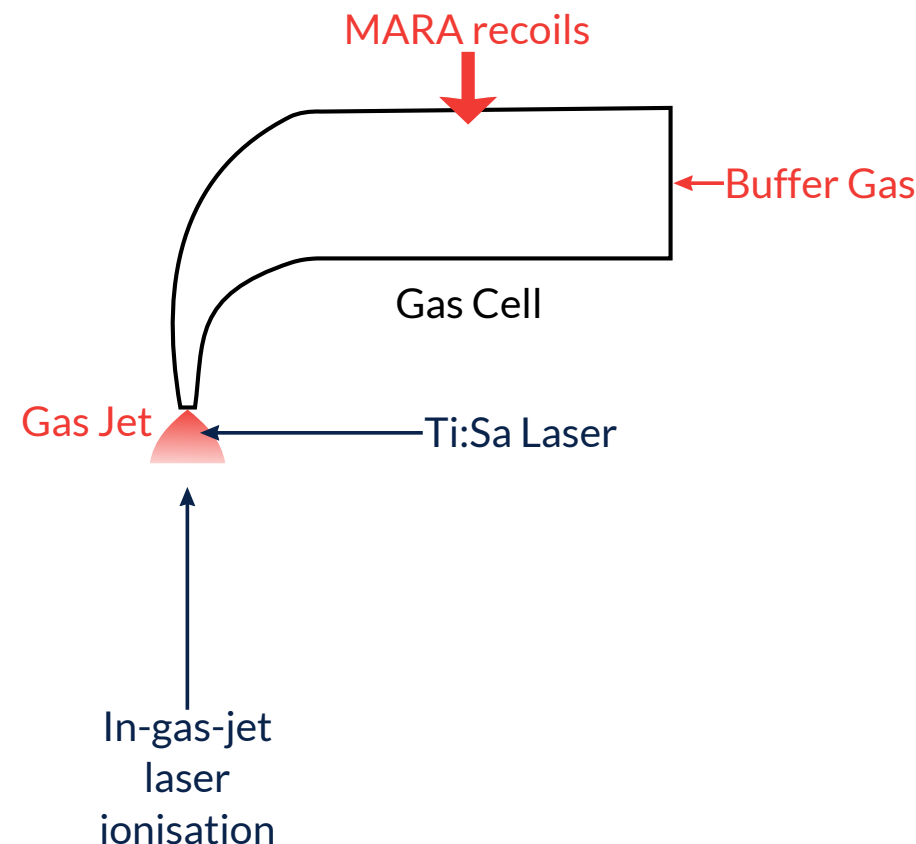 MARA recoils
Buffer Gas
Gas Cell
Gas Jet
Ti:Sa Laser
In-gas-jet
laser
ionisation